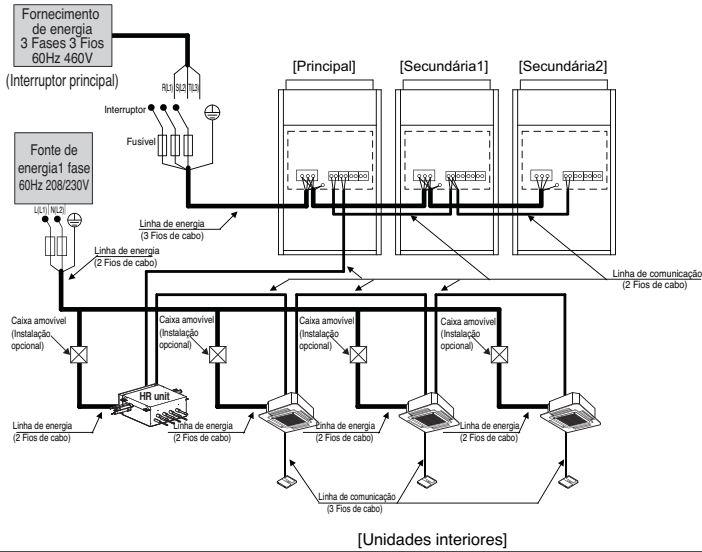 Fornecimento
de energia
3 Fases 3 Fios
60Hz 460V
(Interruptor principal)
R(L1) S(L2) T(L3)
Interruptor
Fusível
[Principal]
[Secundária1]
[Secundária2]
Fonte de
energia1 fase
60Hz 208/230V
L(L1) N(L2)
Linha de energia
(3 Fios de cabo)
Linha de energia
(2 Fios de cabo)
Linha de comunicação
(2 Fios de cabo)
Caixa amovível
(Instalação
opcional)
Caixa amovível
(Instalação
opcional)
Caixa amovível
(Instalação
opcional)
Caixa amovível
(Instalação
opcional)
HR unit
Linha de energia
(2 Fios de cabo)
Linha de energia
(2 Fios de cabo)
Linha de energia
(2 Fios de cabo)
Linha de energia
(2 Fios de cabo)
Linha de comunicação
(3 Fios de cabo)
[Unidades interiores]